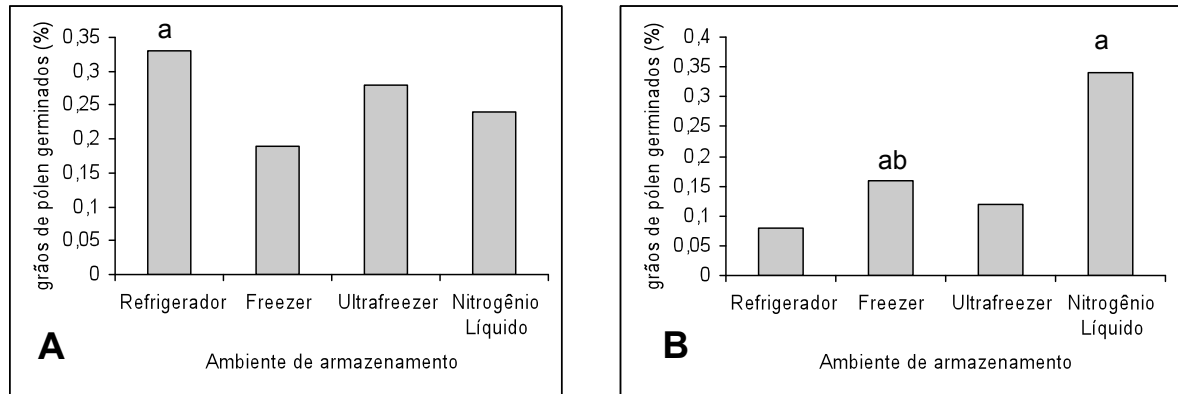 grãos de pólen germinados (%)
0,35
0,3
0,25
0,2
0,15
0,1
0,05
0
a
Refrigerador
Freezer
Ultrafreezer
Nitrogênio
Líquido
A
Ambiente de armazenamento
grãos de pólen germinados (%)
0,4
0,35
0,3
0,25
0,2
0,15
0,1
0,05
0
ab
a
Refrigerador
Freezer
Ultrafreezer
Nitrogênio
Líquido
B
Ambiente de armazenamento